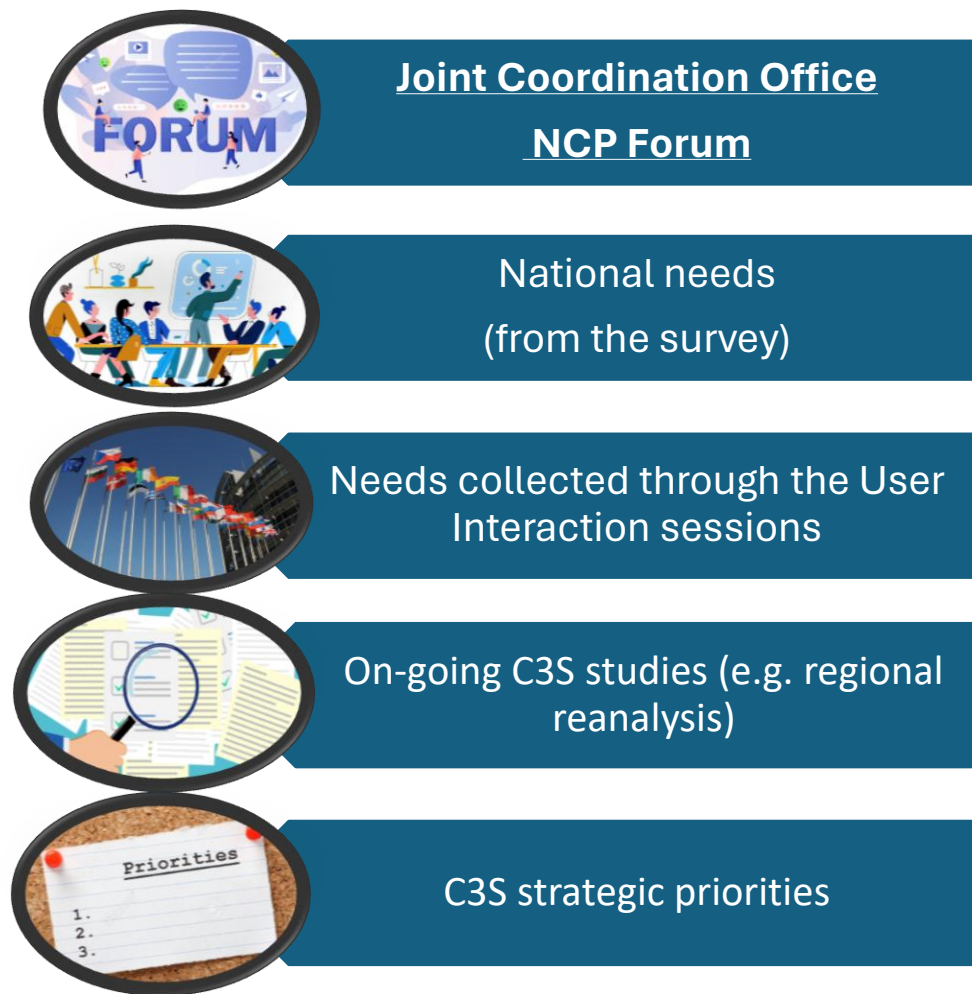 FORUM
Joint Coordination Office
NCP Forum
National needs
(from the survey)
Needs collected through the User
Interaction sessions
On-going C3S studies (e.g. regional
reanalysis)
Priorities
1.
2.
3.
C3S strategic priorities